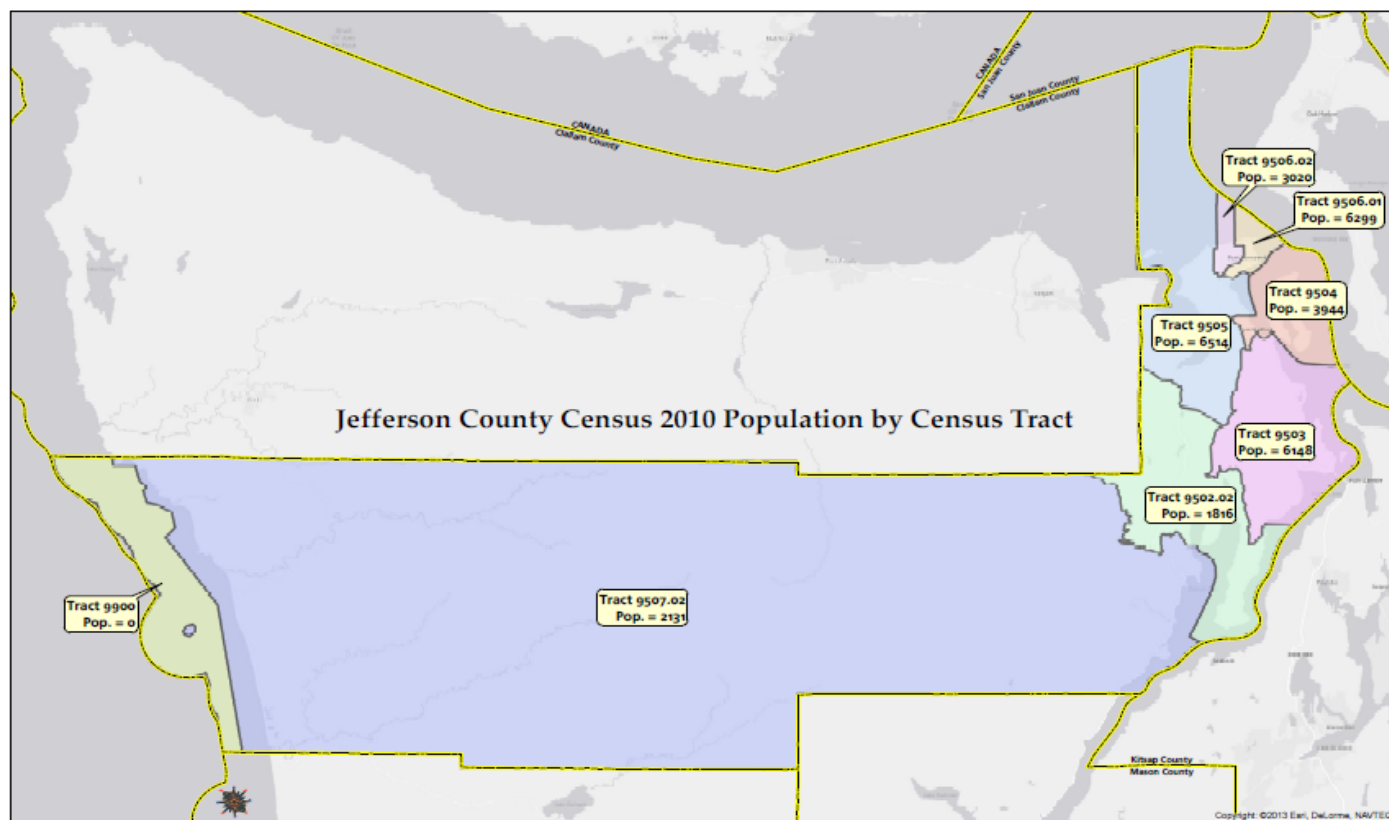 CANADA
San Juan County
San Juan County
Clallam County
CANADA
Clallam County
Tract 9506.02
Pop. = 3020
Tract 9506.01
Pop. = 6299
Tract 9504
Pop. = 3944
Tract 9505
Pop. = 6514
Jefferson County Census 2010 Population by Census Tract
Tract 9503
Pop. = 6148
Tract 9502.02
Pop. = 1816
Tract 9900
Pop. = 0
Tract 9507.02
Pop. = 2131
Kitsap County
Mason County
Copyright: ©2013 Esri, DeLorme, NAVTEQ